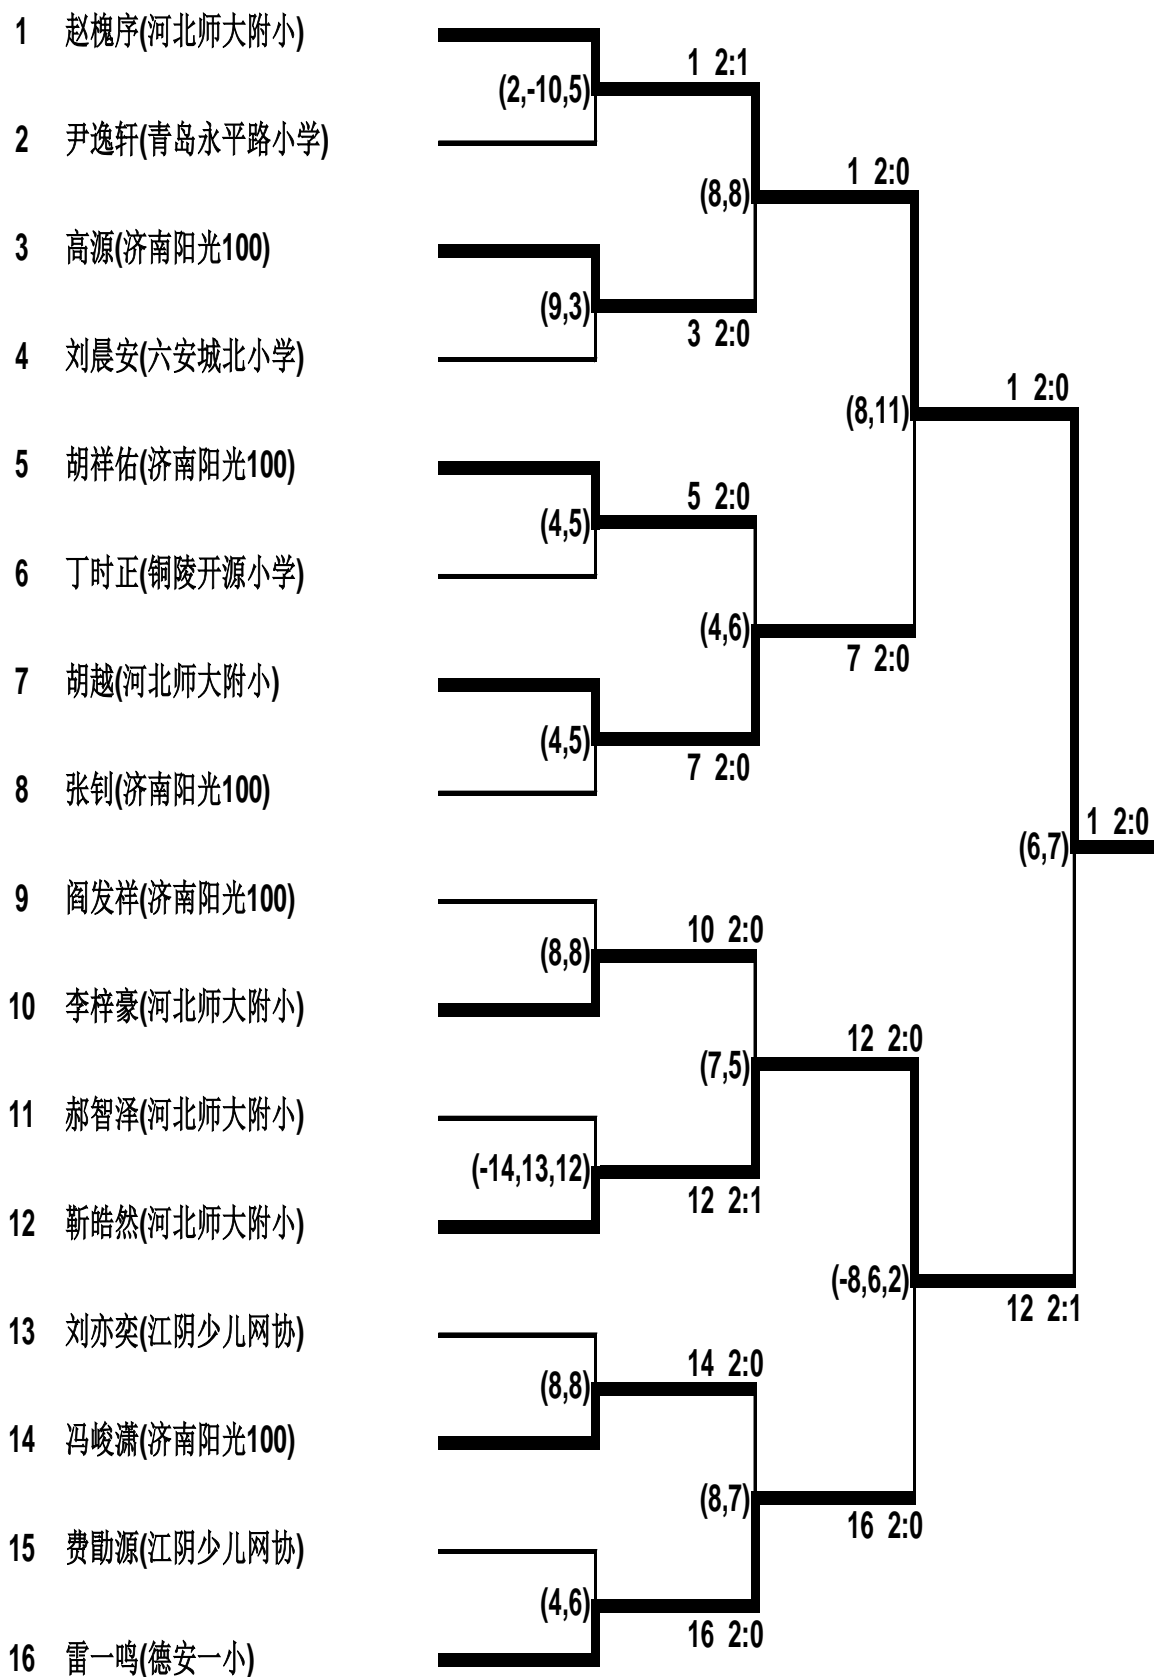 1 赵槐序(河北师大附小)
1 2:1
(2,-10,5)
2 尹逸轩(青岛永平路小学)
1 2:0
(8,8)
3 高源(济南阳光100)
(9,3)
3 2:0
4 刘晨安(六安城北小学)
1 2:0
(8,11)
5 胡祥佑(济南阳光100)
5 2:0
(4,5)
6 丁时正(铜陵开源小学)
(4,6)
7 2:0
7 胡越(河北师大附小)
(4,5)
7 2:0
8 张钊(济南阳光100)
1 2:0
(6,7)
9 阎发祥(济南阳光100)
10 2:0
(8,8)
10 李梓豪(河北师大附小)
12 2:0
(7,5)
11 郝智泽(河北师大附小)
(-14,13,12)
12 2:1
12 靳皓然(河北师大附小)
(-8,6,2)
12 2:1
13 刘亦奕(江阴少儿网协)
14 2:0
(8,8)
14 冯峻潇(济南阳光100)
(8,7)
16 2:0
15 费勖源(江阴少儿网协)
(4,6)
16 2:0
16 雷一鸣(德安一小)